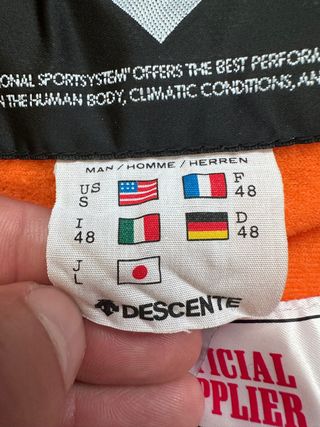 ONAL SPORTSYSTEM" OFFERS THE BEST PERFORM
N THE HUMAN BODY, CLIMATIC CONDITIONS, AN
MAN / HOMME / HERREN
US S F 48
I 48 D 48
J L
DESCENTE
ICIAL
PPLIER